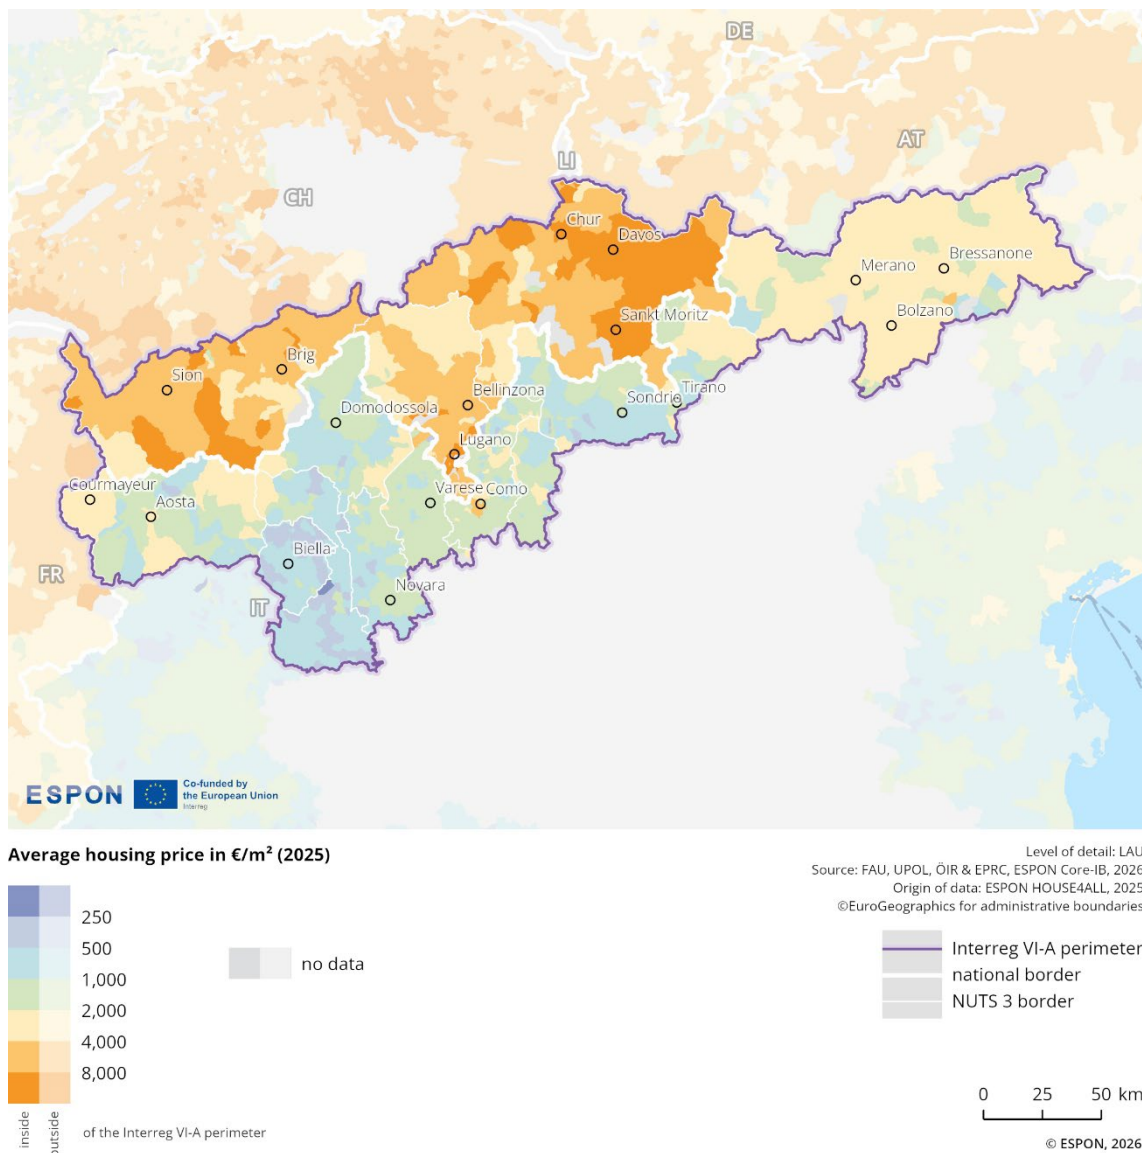 DE
AT
LI
CH
Chur
Davos
Merano
Bressanone
Bolzano
Sankt Moritz
Brig
Sion
Bellinzona
Domodossola
Sondrio
Tirano
Lugano
Courmayeur
Aosta
Varese
Como
Biella
FR
Novara
IT
ESPON
Co-funded by
the European Union
Interreg
Average housing price in €/m² (2025)
250
500
1,000
2,000
4,000
8,000
inside
outside
of the Interreg VI-A perimeter
no data
Level of detail: LAU
Source: FAU, UPOL, ÖIR & EPRC, ESPON Core-IB, 2026
Origin of data: ESPON HOUSE4ALL, 2025
©EuroGeographics for administrative boundaries
Interreg VI-A perimeter
national border
NUTS 3 border
0 25 50 km
© ESPON, 2026